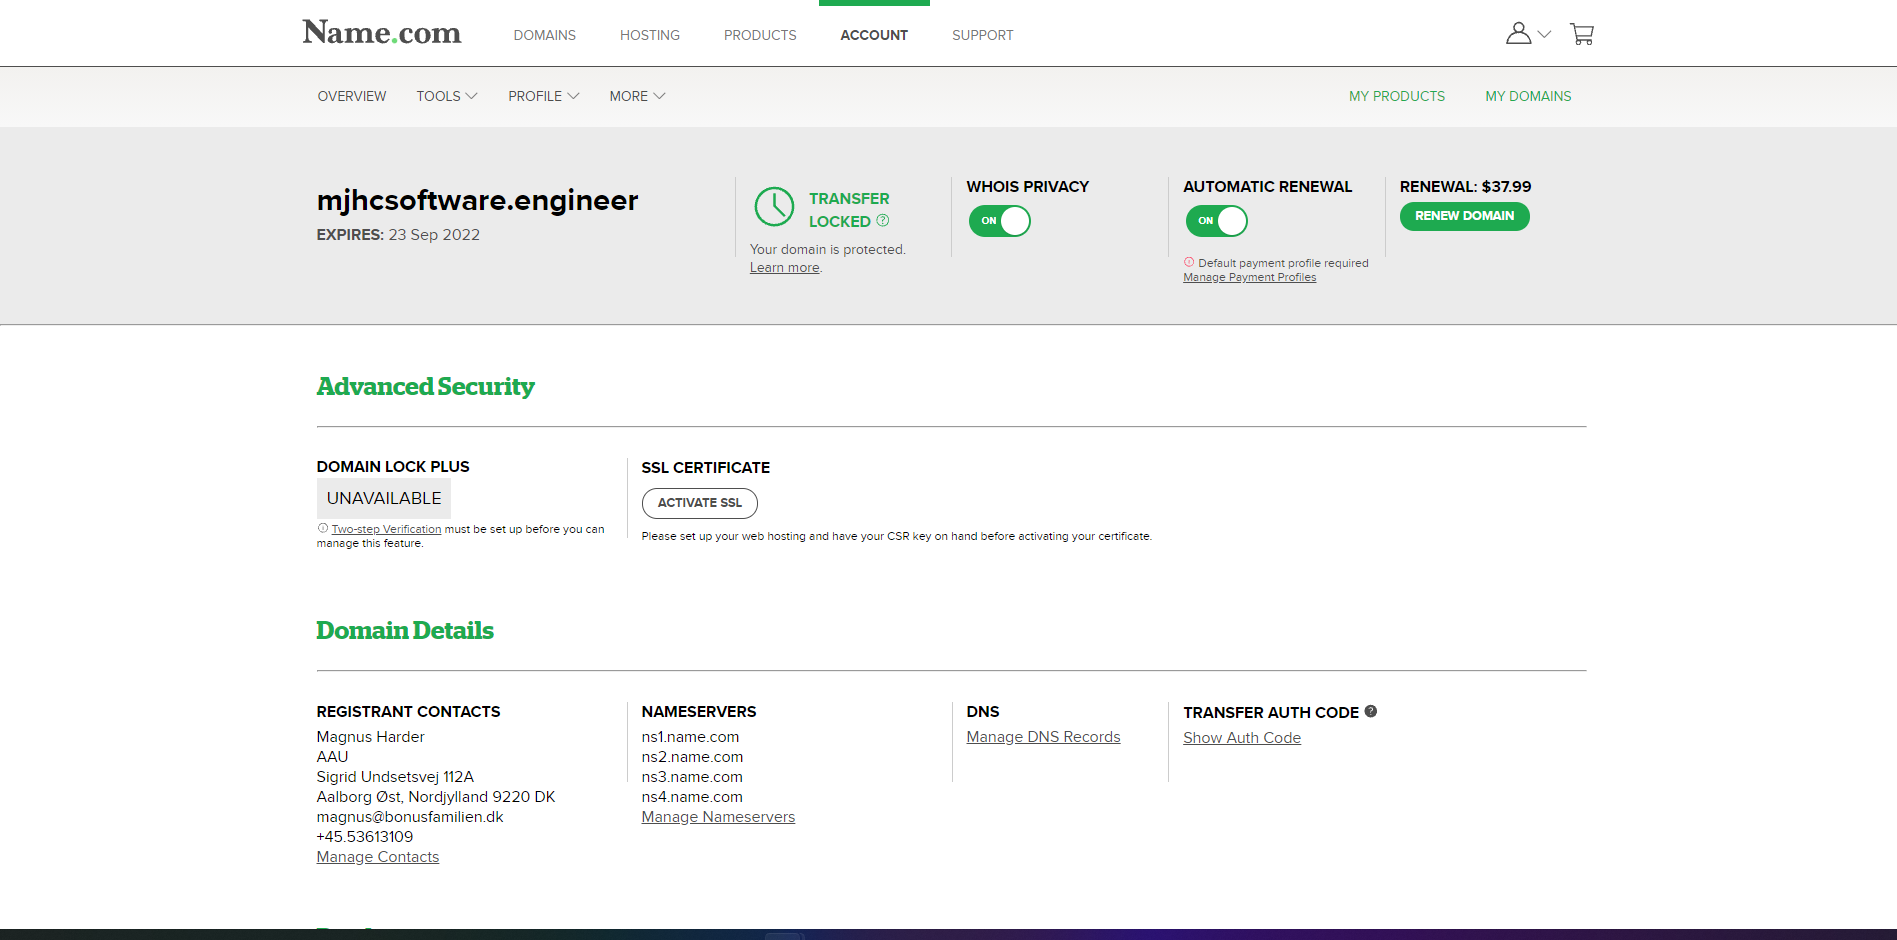 Name.com
DOMAINS
HOSTING
PRODUCTS
ACCOUNT
SUPPORT
OVERVIEW
TOOLS
PROFILE
MORE
MY PRODUCTS
MY DOMAINS
mjhcsoftware.engineer
EXPIRES: 23 Sep 2022
TRANSFER
LOCKED
Your domain is protected.
Learn more.
WHOIS PRIVACY
ON
AUTOMATIC RENEWAL
ON
Default payment profile required
Manage Payment Profiles
RENEWAL: $37.99
RENEW DOMAIN
Advanced Security
DOMAIN LOCK PLUS
UNAVAILABLE
Two-step Verification must be set up before you can
manage this feature.
SSL CERTIFICATE
ACTIVATE SSL
Please set up your web hosting and have your CSR key on hand before activating your certificate.
Domain Details
REGISTRANT CONTACTS
Magnus Harder
AAU
Sigrid Undsetsvej 112A
Aalborg Øst, Nordjylland 9220 DK
magnus@bonusfamilien.dk
+45.53613109
Manage Contacts
NAMESERVERS
ns1.name.com
ns2.name.com
ns3.name.com
ns4.name.com
Manage Nameservers
DNS
Manage DNS Records
TRANSFER AUTH CODE
Show Auth Code